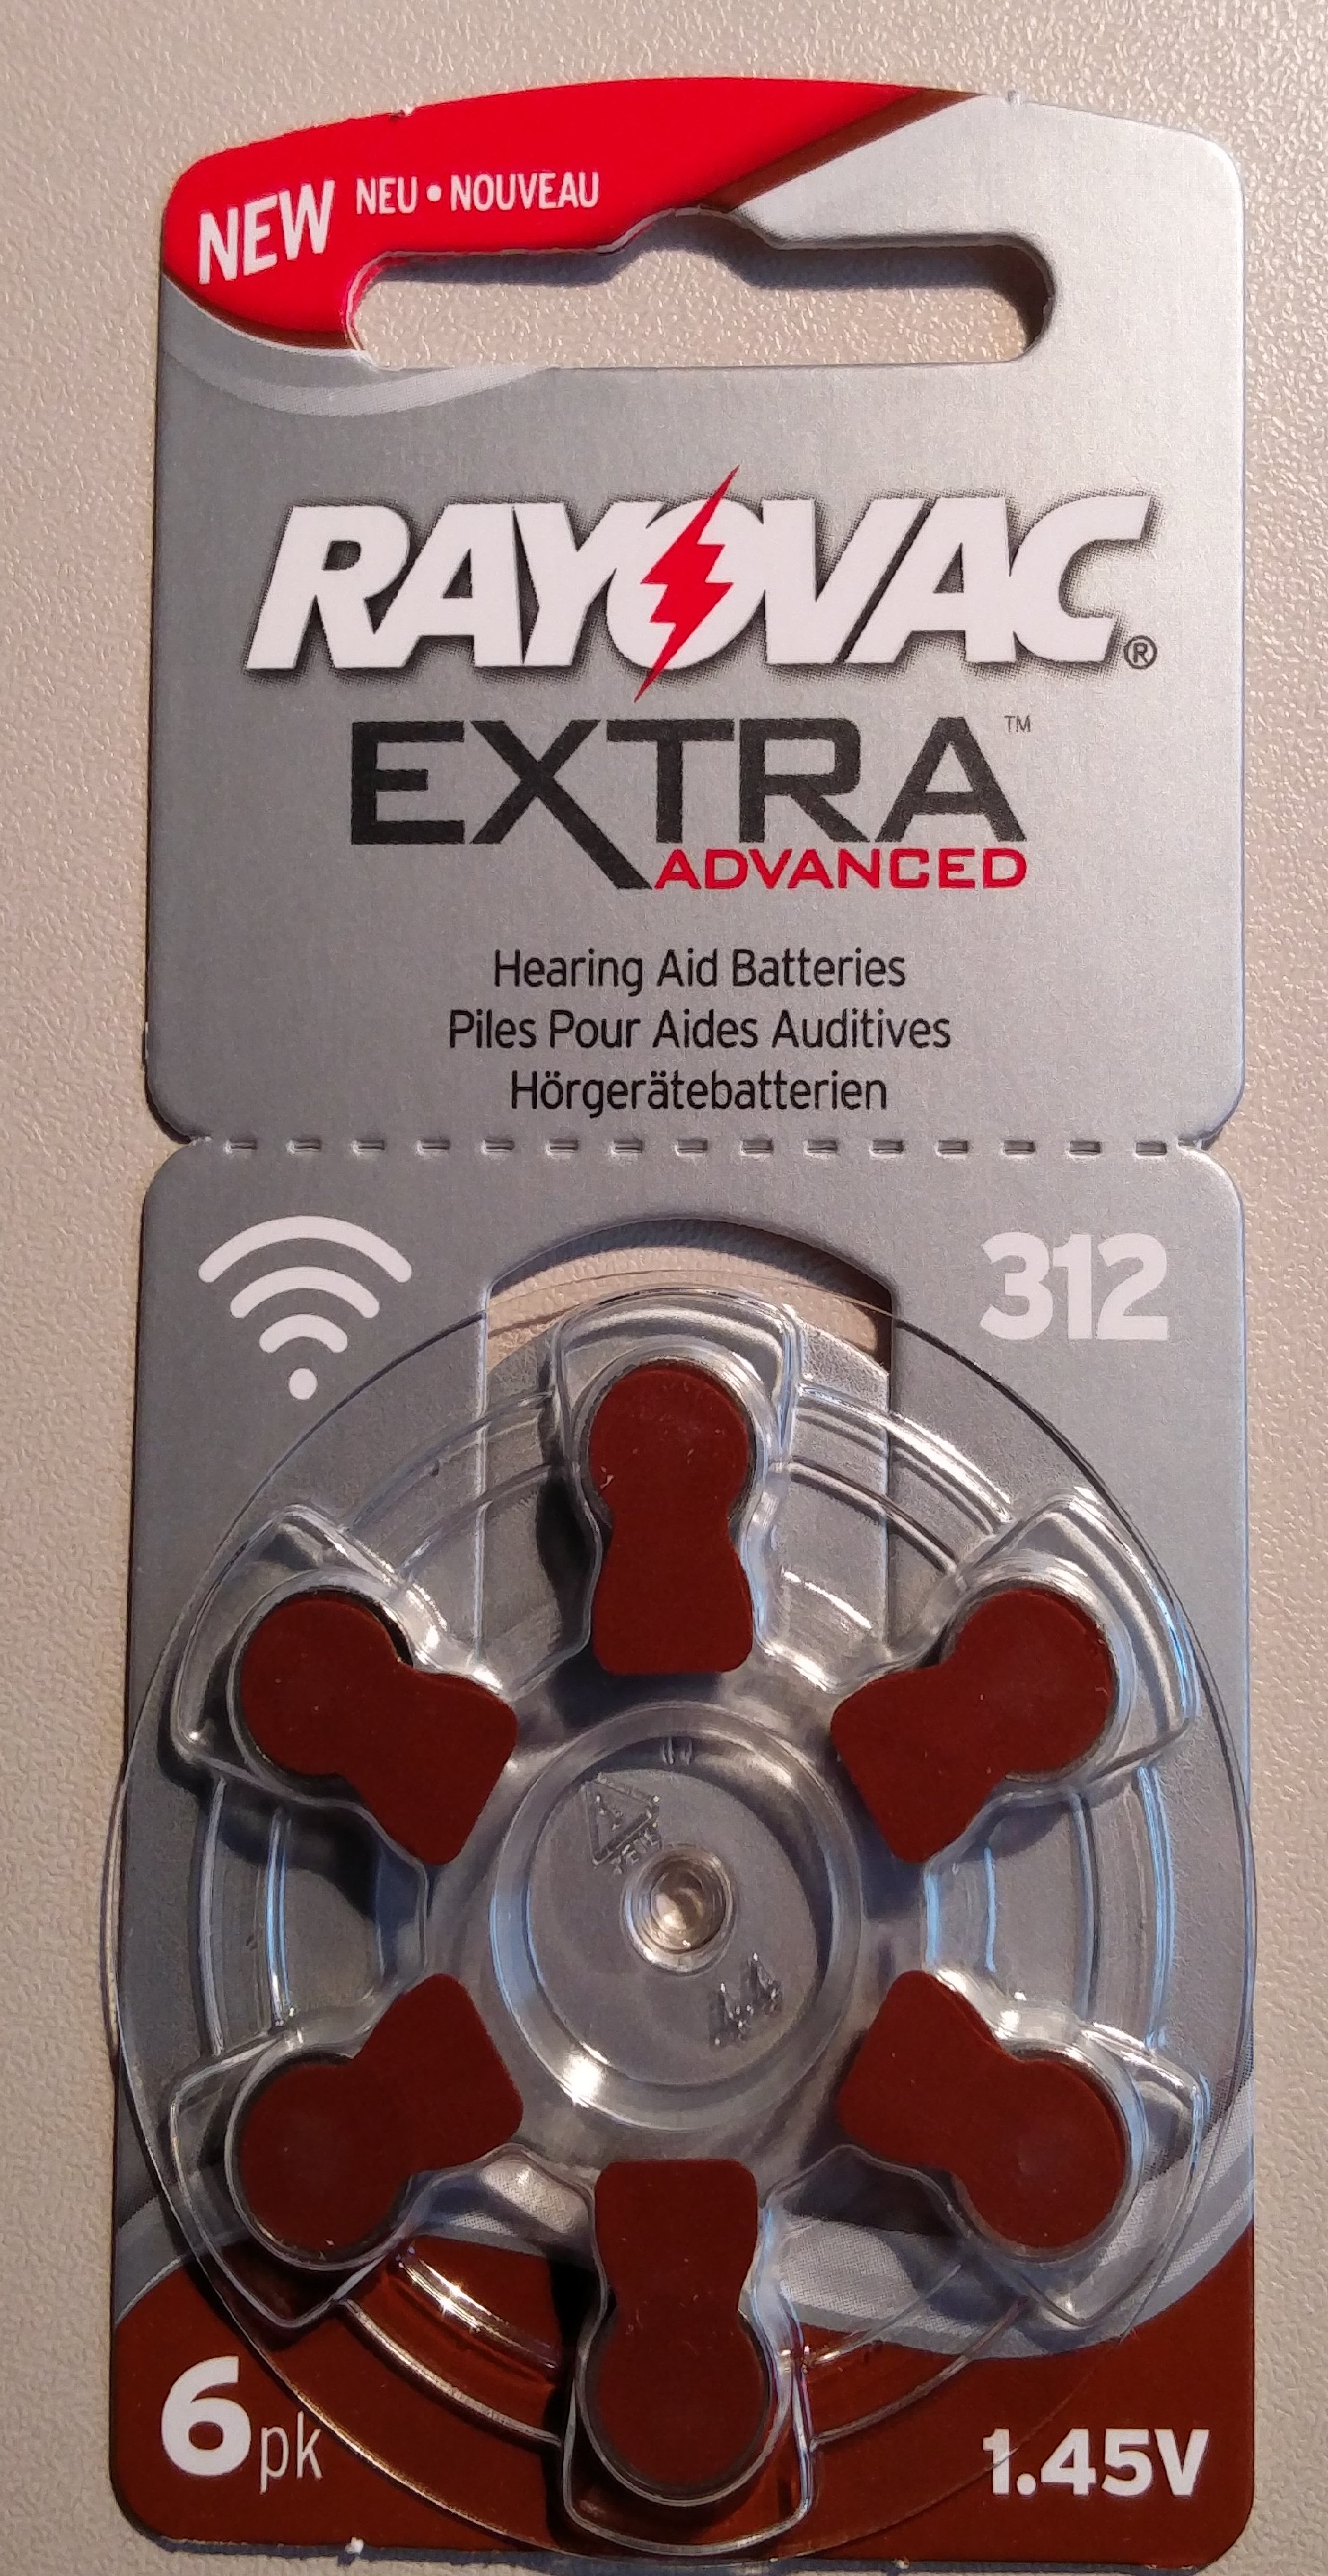 NEW NEU • NOUVEAU
RAYOVAC®
EXTRA™
ADVANCED
Hearing Aid Batteries
Piles Pour Aides Auditives
Hörgerätebatterien
312
6pk
1.45V